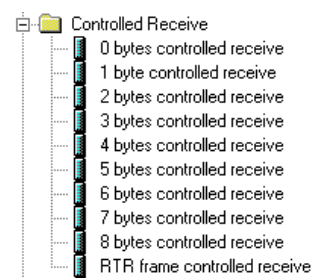 Controlled Receive
0 bytes controlled receive
1 byte controlled receive
2 bytes controlled receive
3 bytes controlled receive
4 bytes controlled receive
5 bytes controlled receive
6 bytes controlled receive
7 bytes controlled receive
8 bytes controlled receive
RTR frame controlled receive